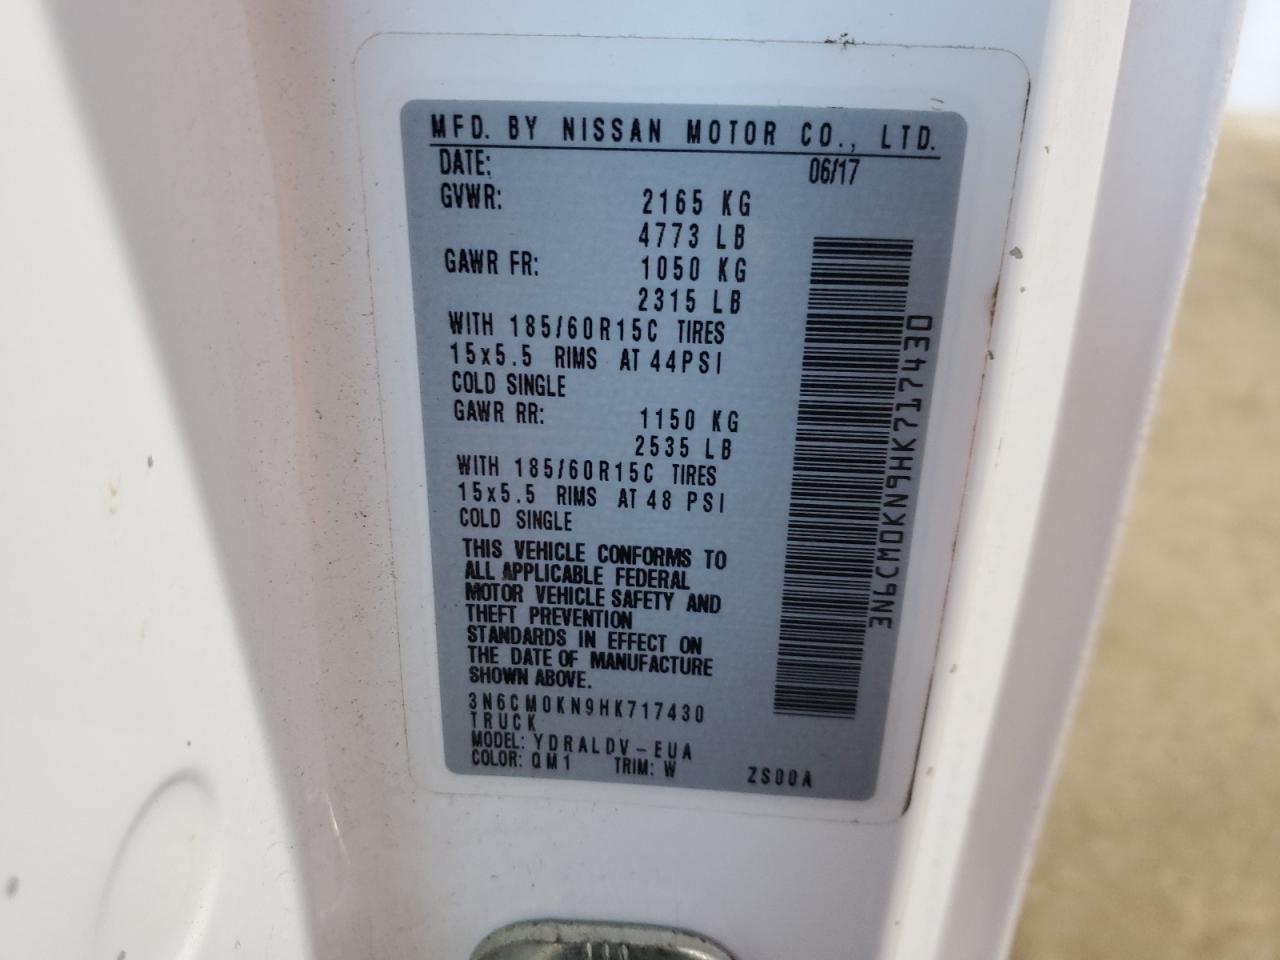 MFD. BY NISSAN MOTOR CO., LTD.
DATE: 06/17
GVWR: 2165 KG
4773 LB
GAWR FR: 1050 KG
2315 LB
WITH 185/60R15C TIRES
15x5.5 RIMS AT 44PSI
COLD SINGLE
GAWR RR: 1150 KG
2535 LB
WITH 185/60R15C TIRES
15x5.5 RIMS AT 48 PSI
COLD SINGLE
THIS VEHICLE CONFORMS TO
ALL APPLICABLE FEDERAL
MOTOR VEHICLE SAFETY AND
THEFT PREVENTION
STANDARDS IN EFFECT ON
THE DATE OF MANUFACTURE
SHOWN ABOVE.
3N6CM0KN9HK717430
TRUCK
MODEL: YDRALDV-EUA
COLOR: QM1 TRIM: W ZS00A
3N6CM0KN9HK717430